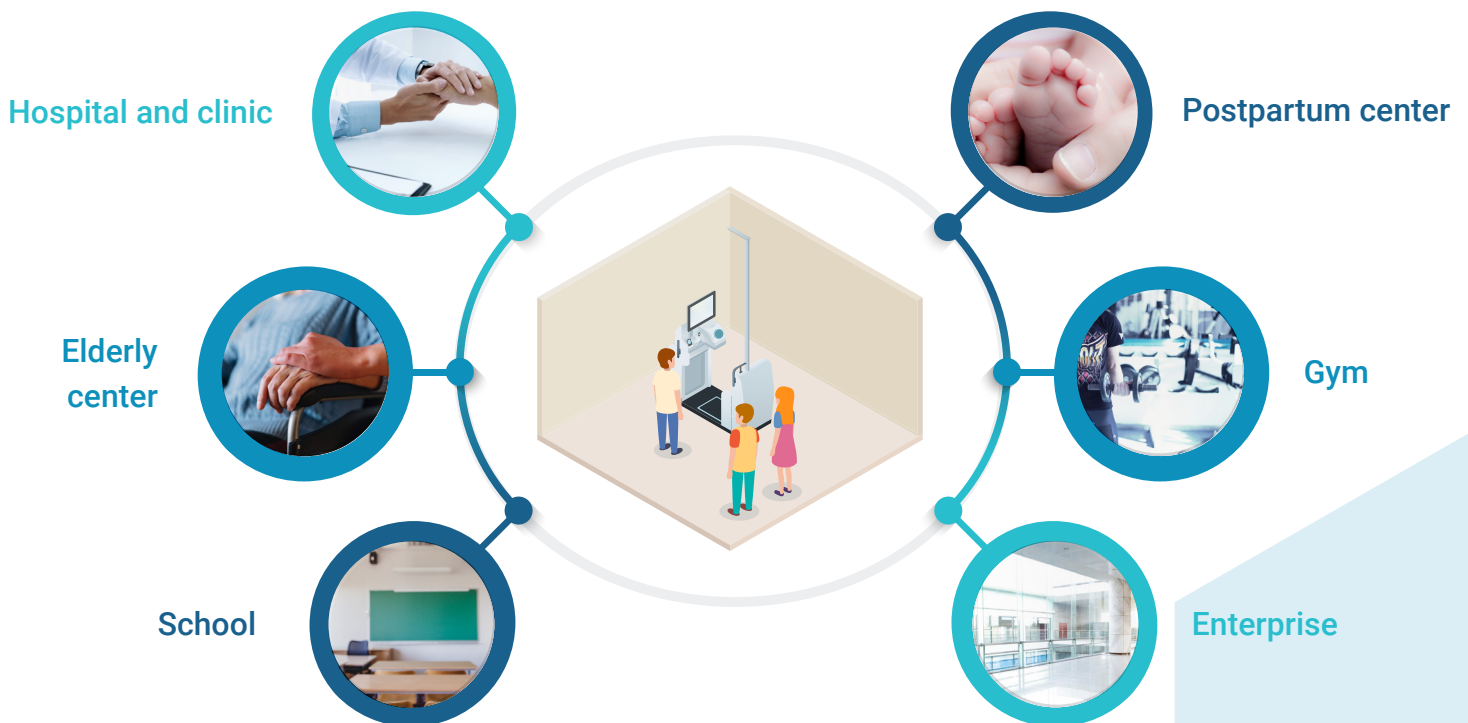 Hospital and clinic
Postpartum center
Elderly
center
Gym
School
Enterprise